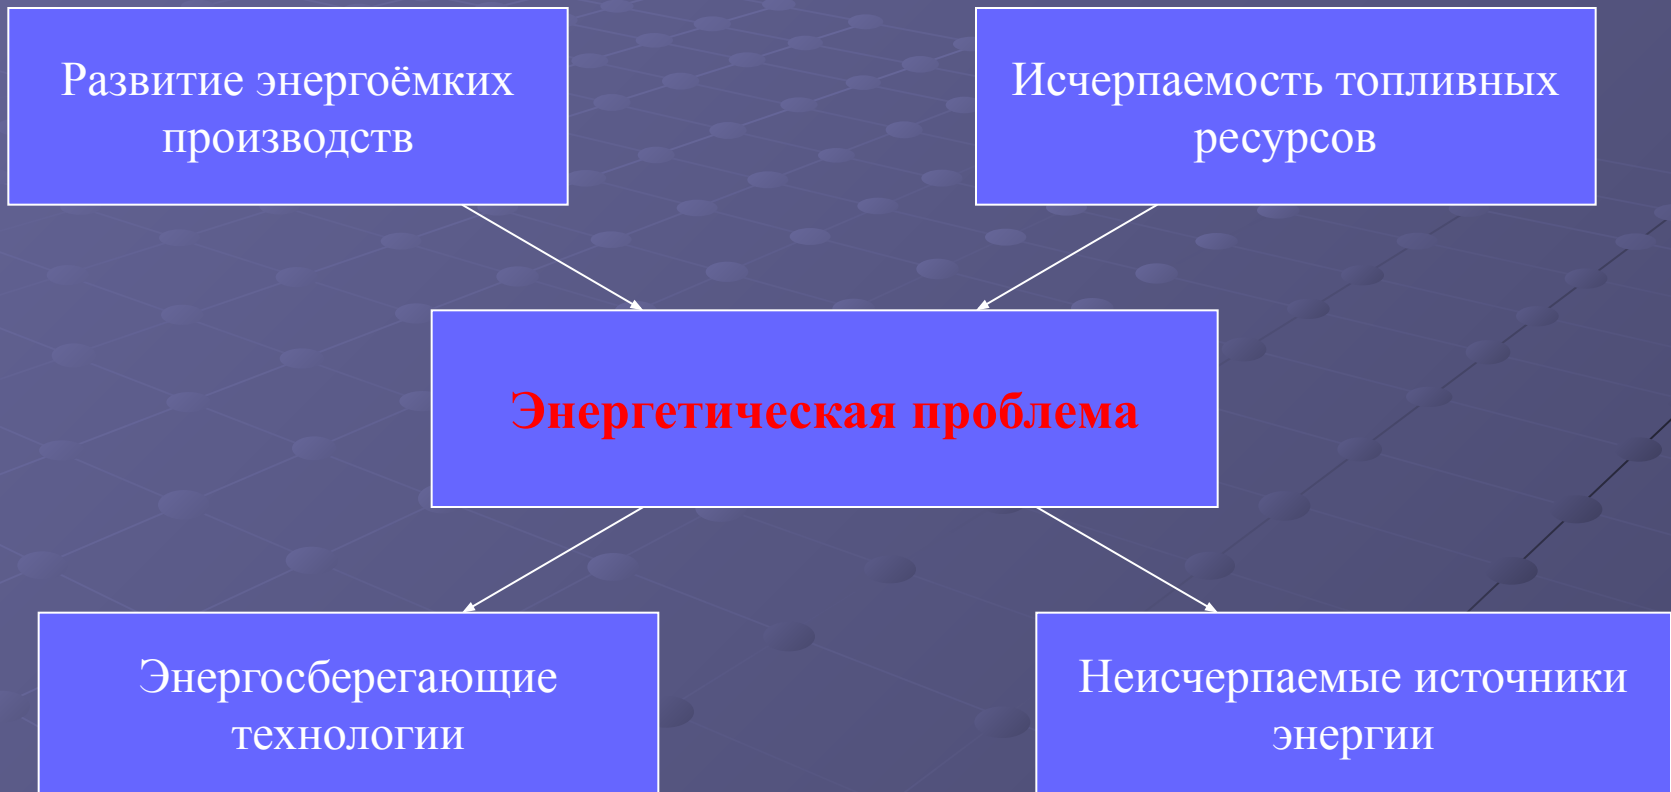 Развитие энергоёмких
производств
Исчерпаемость топливных
ресурсов
Энергетическая проблема
Энергосберегающие
технологии
Неисчерпаемые источники
энергии